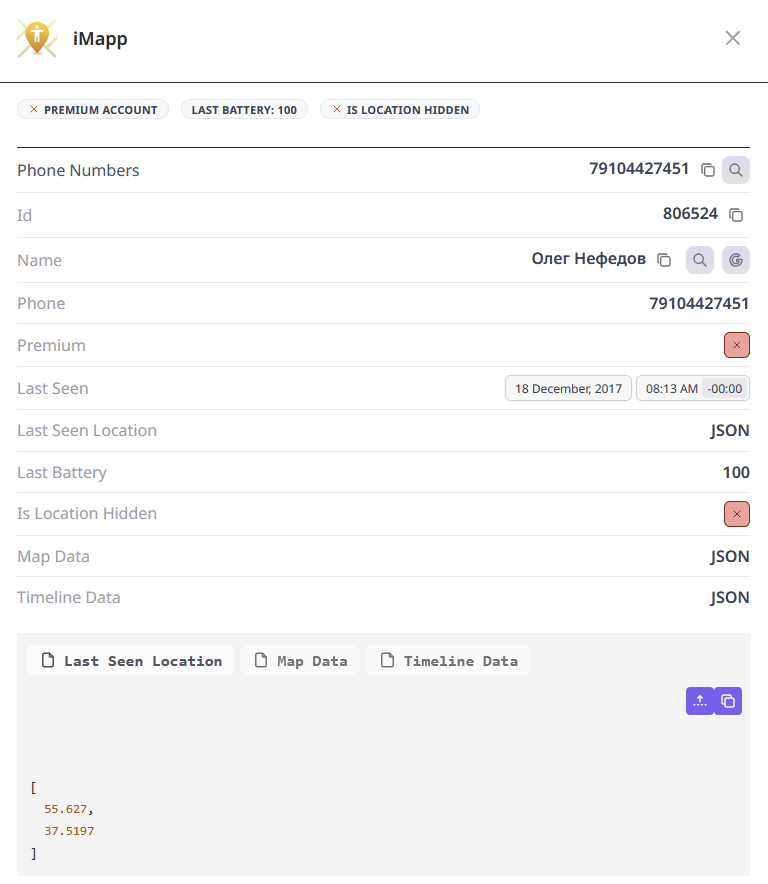 iMapp
PREMIUM ACCOUNT LAST BATTERY: 100 IS LOCATION HIDDEN
Phone Numbers 79104427451
Id 806524
Name Олег Нефедов
Phone 79104427451
Premium
Last Seen 18 December, 2017 08:13 AM -00:00
Last Seen Location JSON
Last Battery 100
Is Location Hidden
Map Data JSON
Timeline Data JSON
Last Seen Location Map Data Timeline Data
[
55.627,
37.5197
]